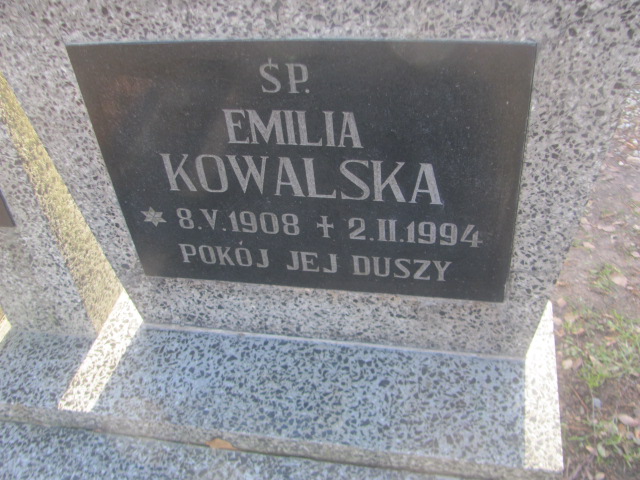 ŚP.
EMILIA
KOWALSKA
* 8.V.1908 + 2.II.1994
POKÓJ JEJ DUSZY